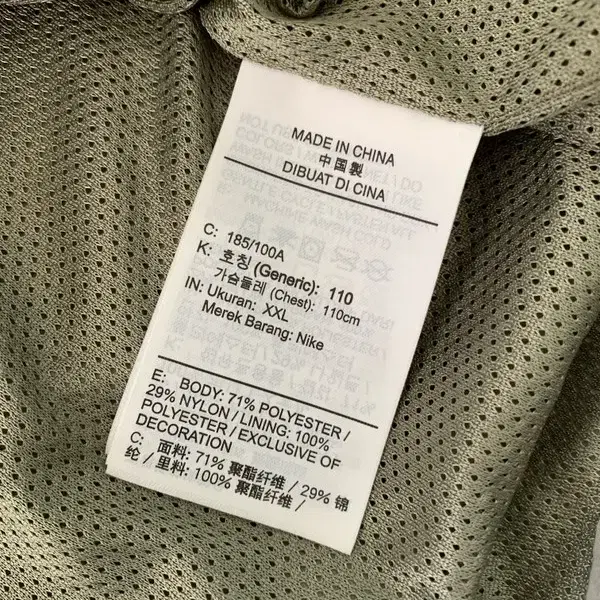 MADE IN CHINA
中国製
DIBUAT DI CINA
C: 185/100A
K: 호칭 (Generic): 110
가슴둘레 (Chest): 110cm
IN: Ukuran: XXL
Merek Barang: Nike
E: BODY: 71% POLYESTER /
29% NYLON / LINING: 100%
POLYESTER / EXCLUSIVE OF
DECORATION
C: 面料: 71% 聚酯纤维 / 29% 锦
纶 / 里料: 100% 聚酯纤维 /